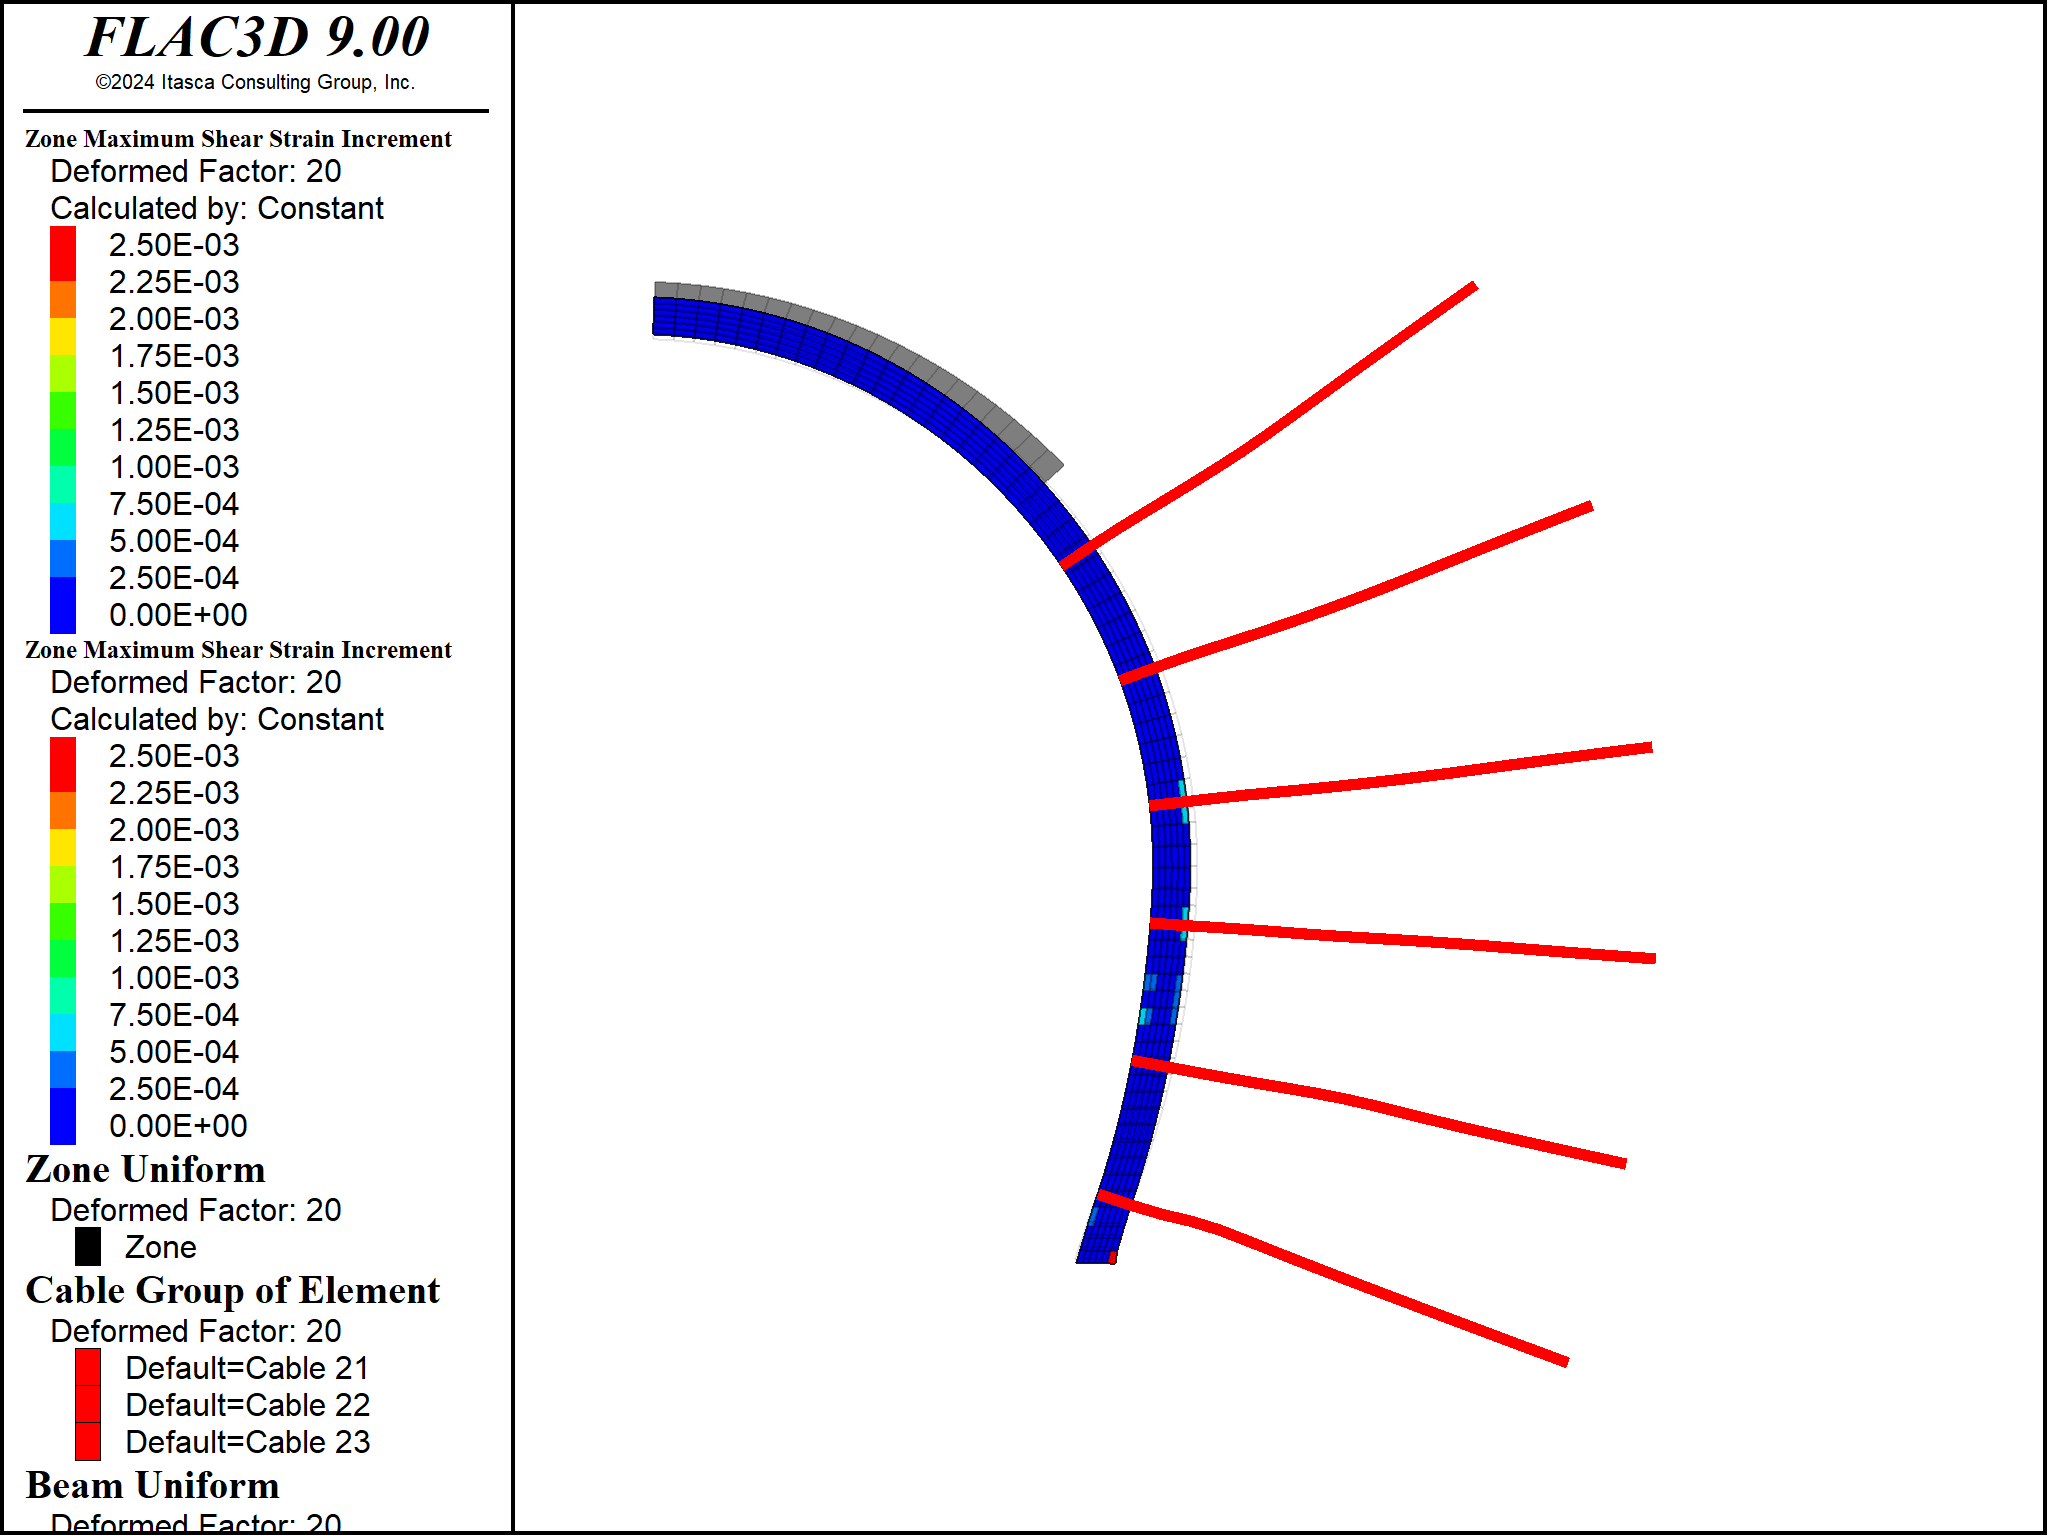 FLAC3D 9.00
©2024 Itasca Consulting Group, Inc.
Zone Maximum Shear Strain Increment
Deformed Factor: 20
Calculated by: Constant
2.50E-03
2.25E-03
2.00E-03
1.75E-03
1.50E-03
1.25E-03
1.00E-03
7.50E-04
5.00E-04
2.50E-04
0.00E+00
Zone Maximum Shear Strain Increment
Deformed Factor: 20
Calculated by: Constant
2.50E-03
2.25E-03
2.00E-03
1.75E-03
1.50E-03
1.25E-03
1.00E-03
7.50E-04
5.00E-04
2.50E-04
0.00E+00
Zone Uniform
Deformed Factor: 20
Zone
Cable Group of Element
Deformed Factor: 20
Default=Cable 21
Default=Cable 22
Default=Cable 23
Beam Uniform
Deformed Factor: 20